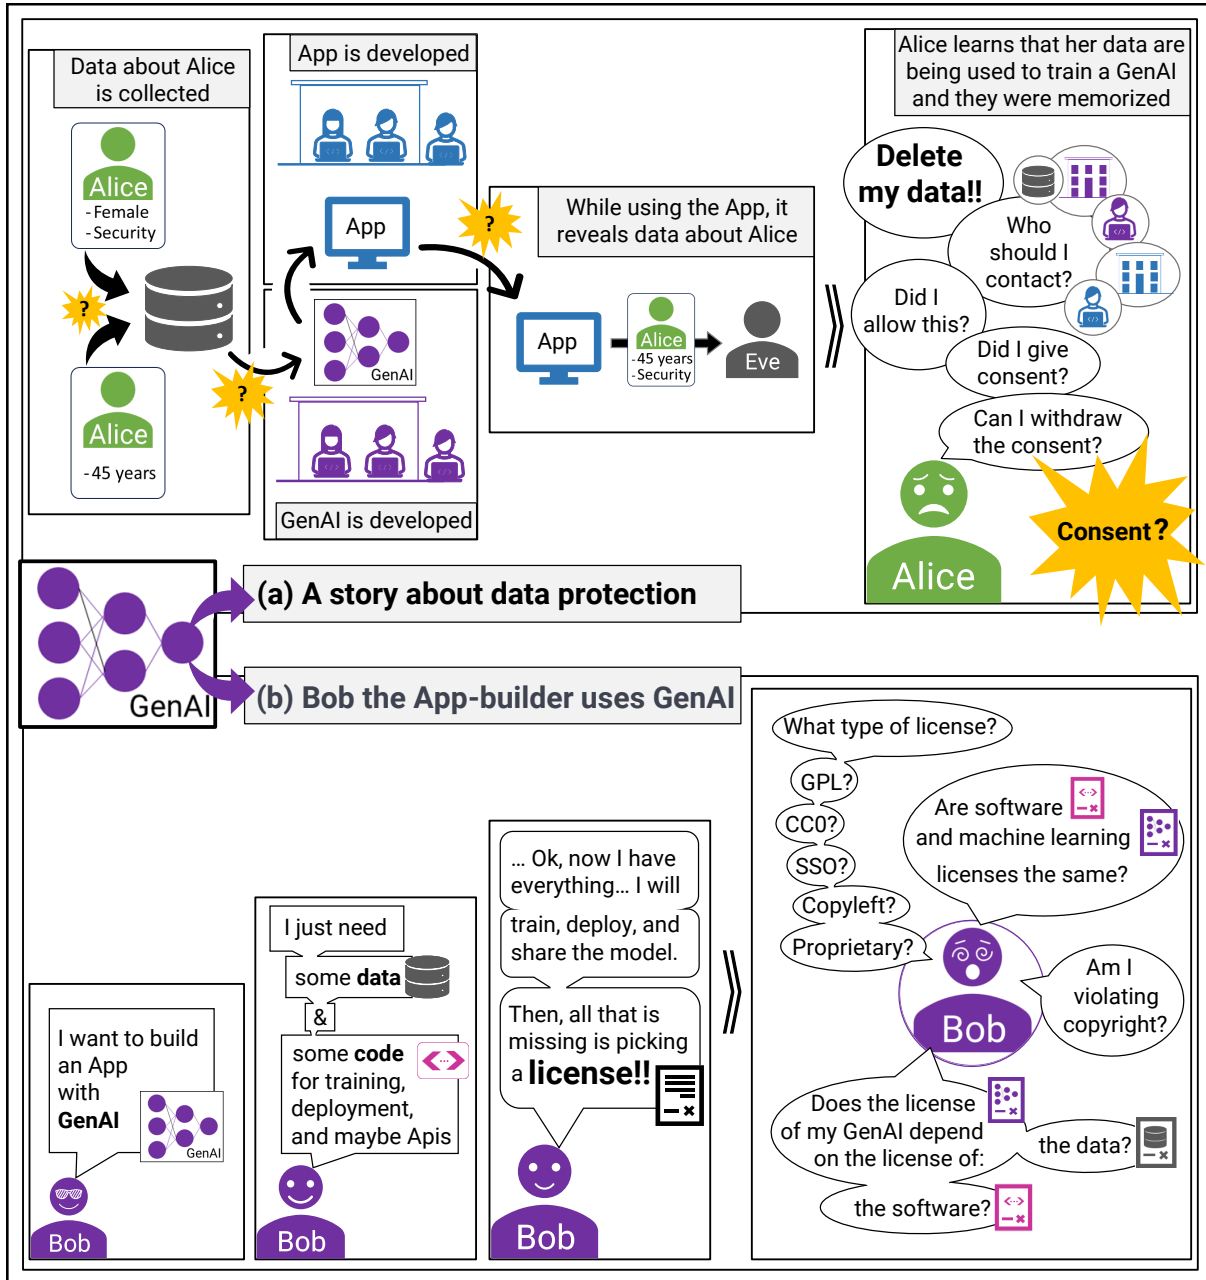 Data about Alice
is collected
Alice
- Female
- Security
?
Alice
- 45 years
?
App is developed
App
GenAI
GenAI is developed
?
While using the App, it
reveals data about Alice
App
Alice
- 45 years
- Security
Eve
Alice learns that her data are
being used to train a GenAI
and they were memorized
Delete
my data!!
Who
should I
contact?
Did I
allow this?
Did I give
consent?
Can I withdraw
the consent?
Consent?
Alice
GenAI
(a) A story about data protection
(b) Bob the App-builder uses GenAI
I want to build
an App
with
GenAI
GenAI
Bob
I just need
some data
&
some code
for training,
deployment,
and maybe Apis
Bob
... Ok, now I have
everything... I will
train, deploy, and
share the model.
Then, all that is
missing is picking
a license!!
Bob
What type of license?
GPL?
CC0?
SSO?
Copyleft?
Proprietary?
Are software
and machine learning
licenses the same?
Bob
Am I
violating
copyright?
Does the license
of my GenAI depend
on the license of:
the data?
the software?